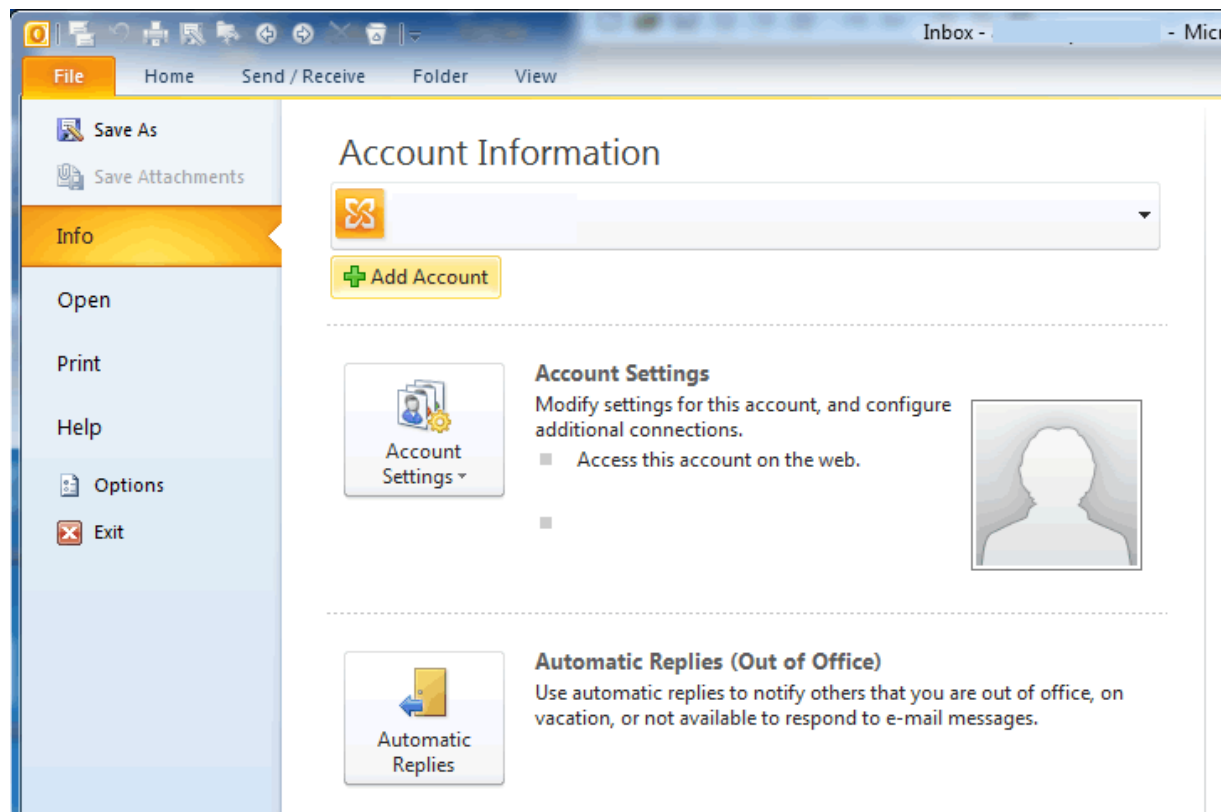 Inbox - - Micr
File Home Send / Receive Folder View
Save As
Save Attachments
Info
Open
Print
Help
Options
Exit
Account Information
Add Account
Account
Settings
Account Settings
Modify settings for this account, and configure
additional connections.
Access this account on the web.
Automatic
Replies
Automatic Replies (Out of Office)
Use automatic replies to notify others that you are out of office, on
vacation, or not available to respond to e-mail messages.